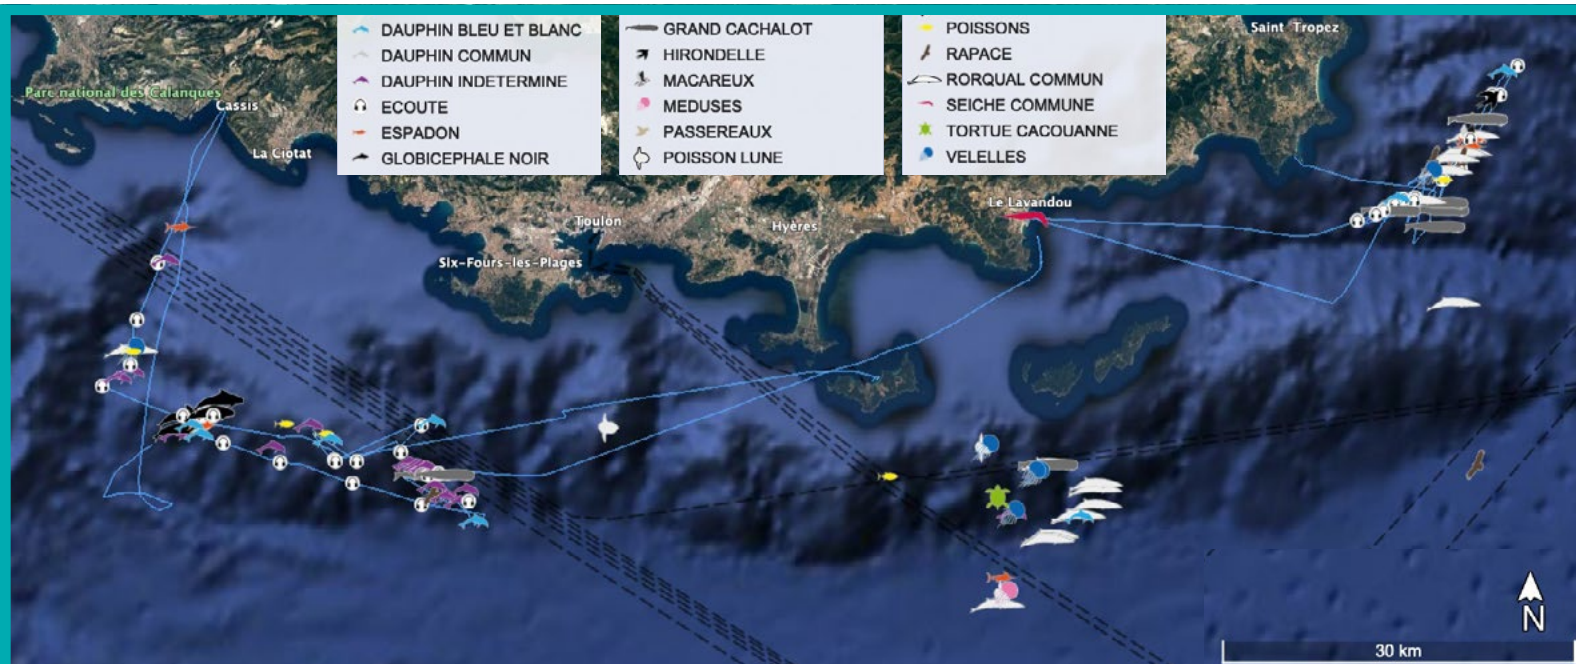 DAUPHIN BLEU ET BLANC
DAUPHIN COMMUN
DAUPHIN INDETERMINE
ECOUTE
ESPADON
GLOBICEPHALE NOIR
GRAND CACHALOT
HIRONDELLE
MACAREUX
MEDUSES
PASSEREAUX
POISSON LUNE
POISSONS
RAPACE
RORQUAL COMMUN
SEICHE COMMUNE
TORTUE CACOUANNE
VELELLES
Saint Tropez
Parc national des Calanques
Cassis
La Ciotat
Le Lavandou
Toulon
Hyères
Six-Fours-les-Plages
N
30 km